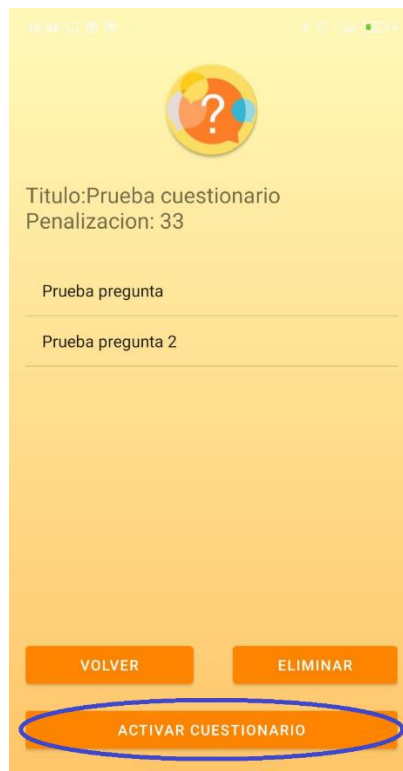 16:56
?
Titulo:Prueba cuestionario
Penalizacion: 33
Prueba pregunta
Prueba pregunta 2
VOLVER
ELIMINAR
ACTIVAR CUESTIONARIO